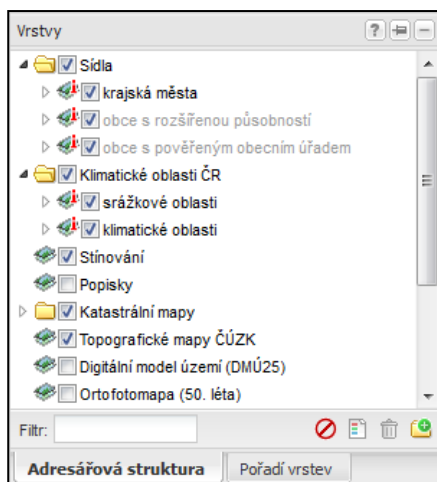 Vrstvy
Sídla
krajská města
obce s rozšířenou působností
obce s pověřeným obecním úřadem
Klimatické oblasti ČR
srážkové oblasti
klimatické oblasti
Stínování
Popisky
Katastrální mapy
Topografické mapy ČÚZK
Digitální model území (DMÚ25)
Ortofotomapa (50. léta)
Filtr:
Adresářová struktura Pořadí vrstev